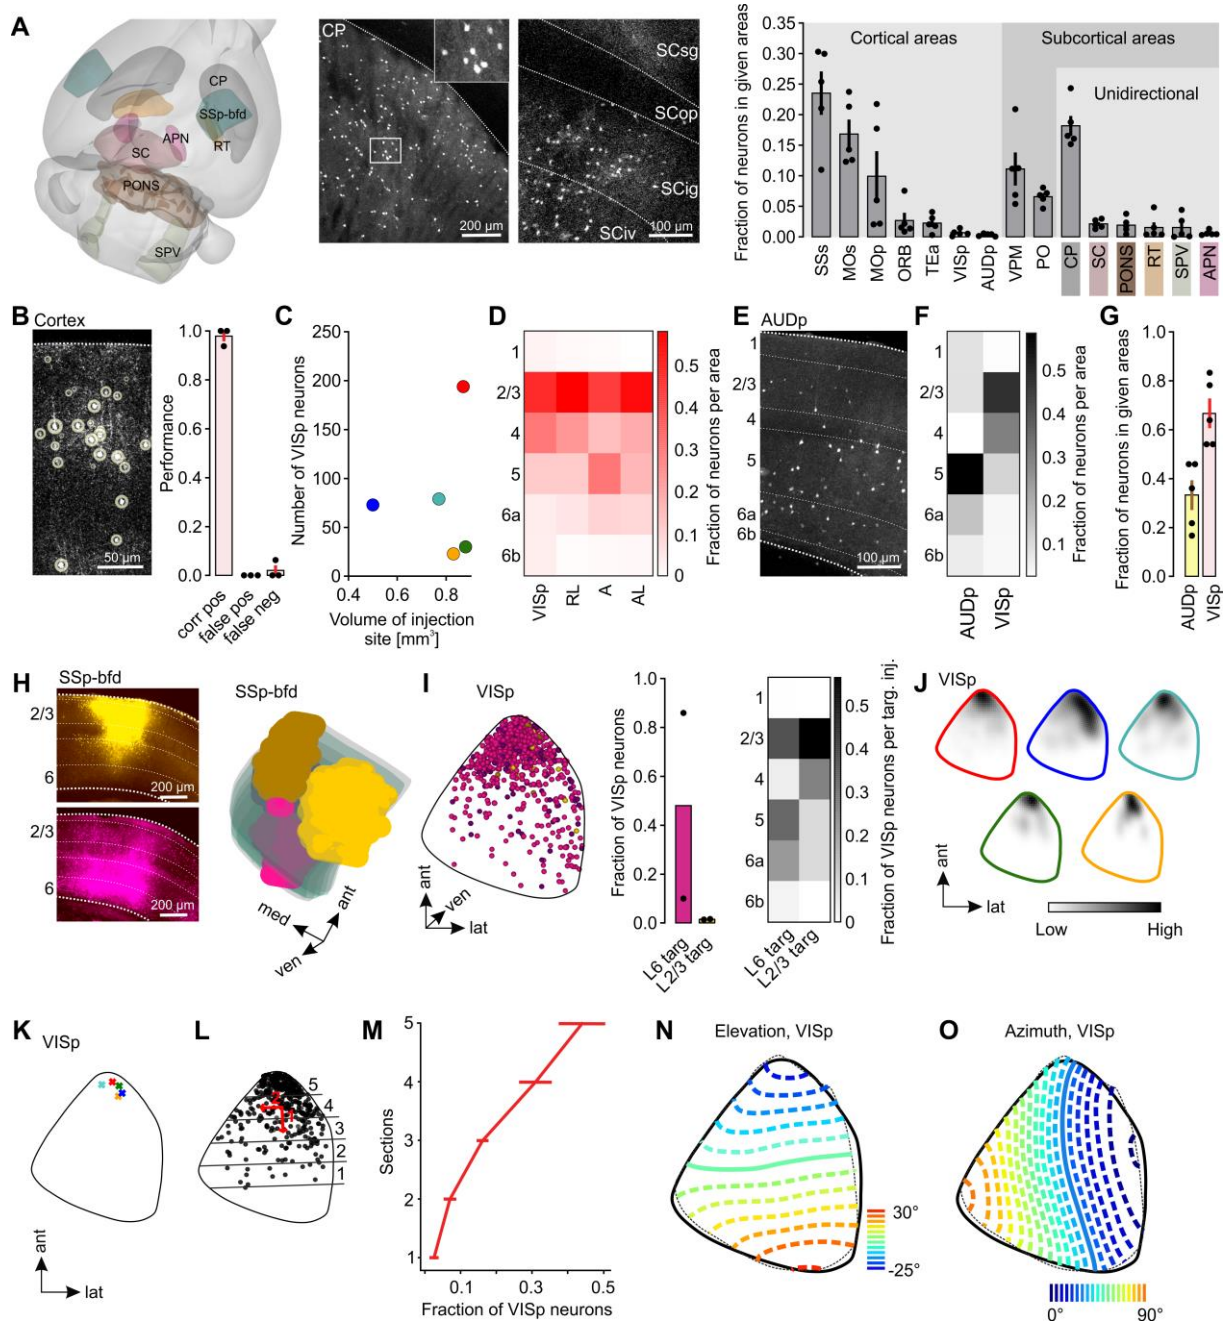 A
CP
SSp-bfd
APN
RT
SC
PONS
SPV
CP
200 µm
SCsg
SCop
SCig
SCiv
100 µm
Fraction of neurons in given areas
0.35
0.30
0.25
0.20
0.15
0.10
0.05
0.00
Cortical areas
Subcortical areas
Unidirectional
SSs
MOs
MOp
ORB
TEa
VISp
AUDp
VPM
PO
CP
SC
PONS
RT
SPV
APN
B
Cortex
50 µm
Performance
1.0
0.8
0.6
0.4
0.2
0.0
corr pos
false pos
false neg
C
Number of VISp neurons
250
200
150
100
50
0
0.4
0.6
0.8
Volume of injection
site [mm³]
D
1
2/3
4
5
6a
6b
VISp
RL
A
AL
0.5
0.4
0.3
0.2
0.1
0
Fraction of neurons per area
E
AUDp
1
2/3
4
5
6a
6b
100 µm
F
1
2/3
4
5
6a
6b
AUDp
VISp
0.5
0.4
0.3
0.2
0.1
Fraction of neurons per area
G
Fraction of neurons in given areas
1.0
0.8
0.6
0.4
0.2
0.0
AUDp
VISp
H
SSp-bfd
2/3
6
200 µm
2/3
6
200 µm
SSp-bfd
med
ant
ven
I
VISp
ant
ven
lat
Fraction of VISp neurons
1.0
0.8
0.6
0.4
0.2
0.0
L6 targ
L2/3 targ
1
2/3
4
5
6a
6b
L6 targ
L2/3 targ
0.5
0.4
0.3
0.2
0.1
0
Fraction of VISp neurons per targ. inj.
J
VISp
ant
lat
Low
High
K
VISp
ant
lat
L
5
4
3
2
1
M
Sections
5
4
3
2
1
0.1
0.3
0.5
Fraction of VISp neurons
N
Elevation, VISp
30°
-25°
O
Azimuth, VISp
0°
90°